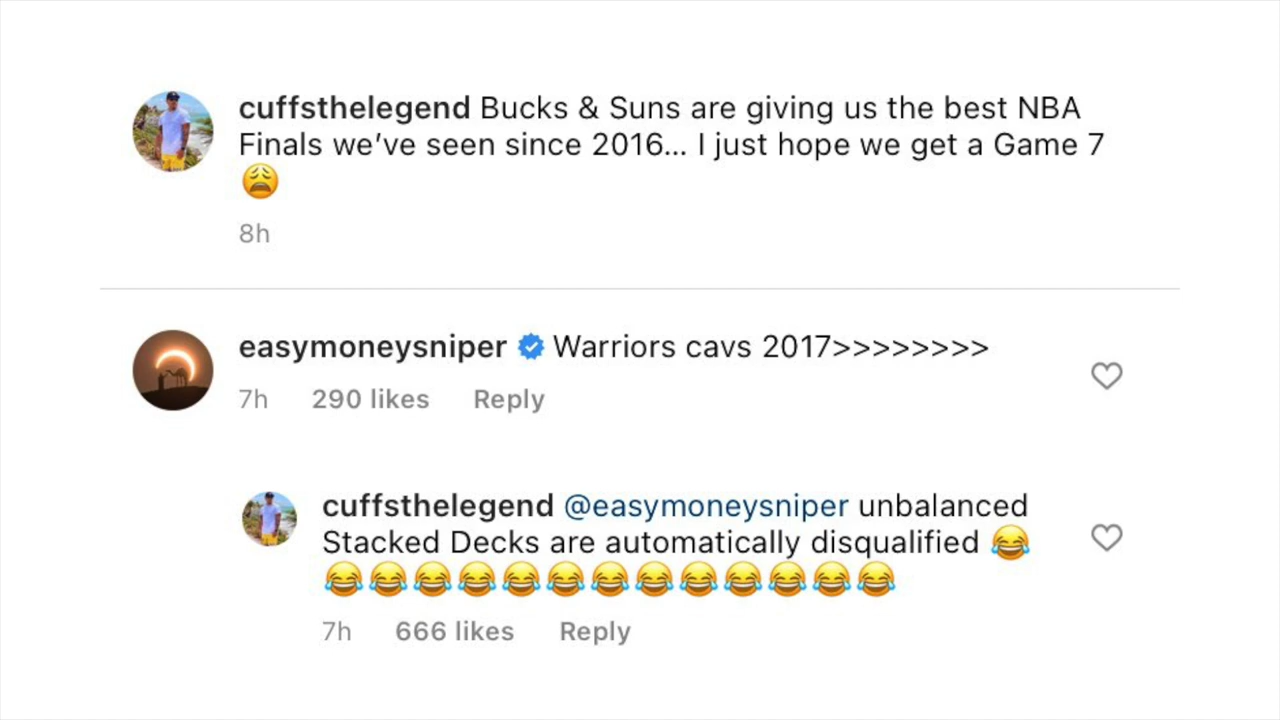 cuffsthelegend Bucks & Suns are giving us the best NBA
Finals we’ve seen since 2016... I just hope we get a Game 7
😩
8h
easymoneysniper Warriors cavs 2017>>>>>>>>
7h 290 likes Reply
cuffsthelegend @easymoneysniper unbalanced
Stacked Decks are automatically disqualified 😂
😂😂😂😂😂😂😂😂😂😂😂😂😂
7h 666 likes Reply